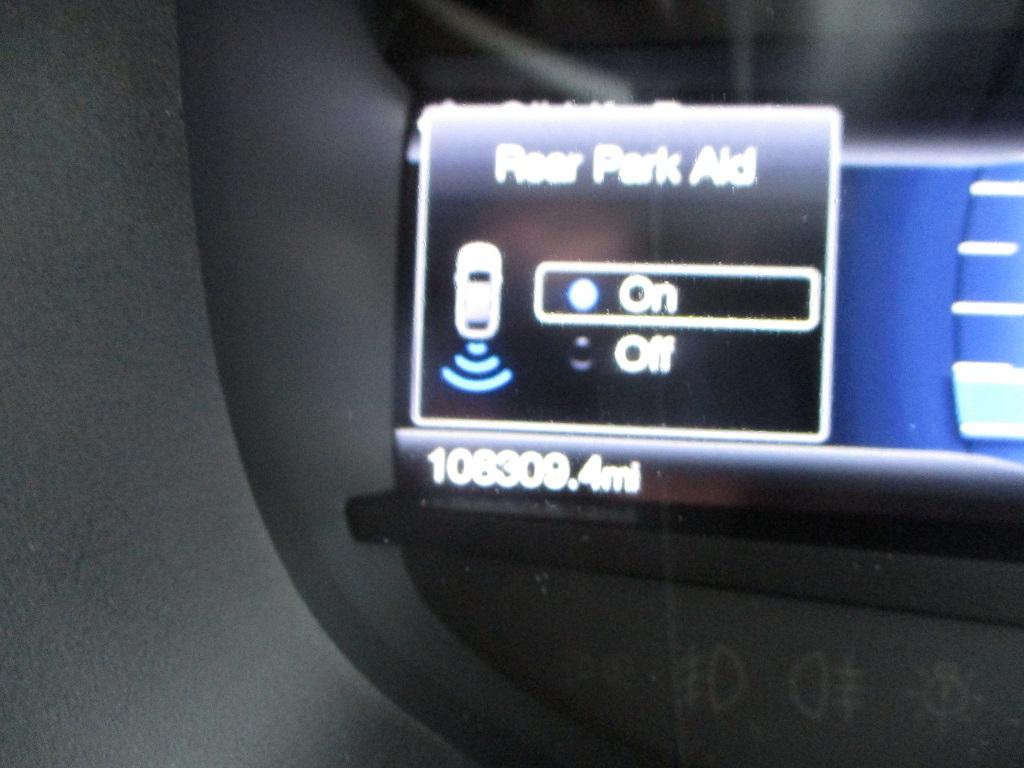 Rear Park Aid
On
Off
108309.4mi